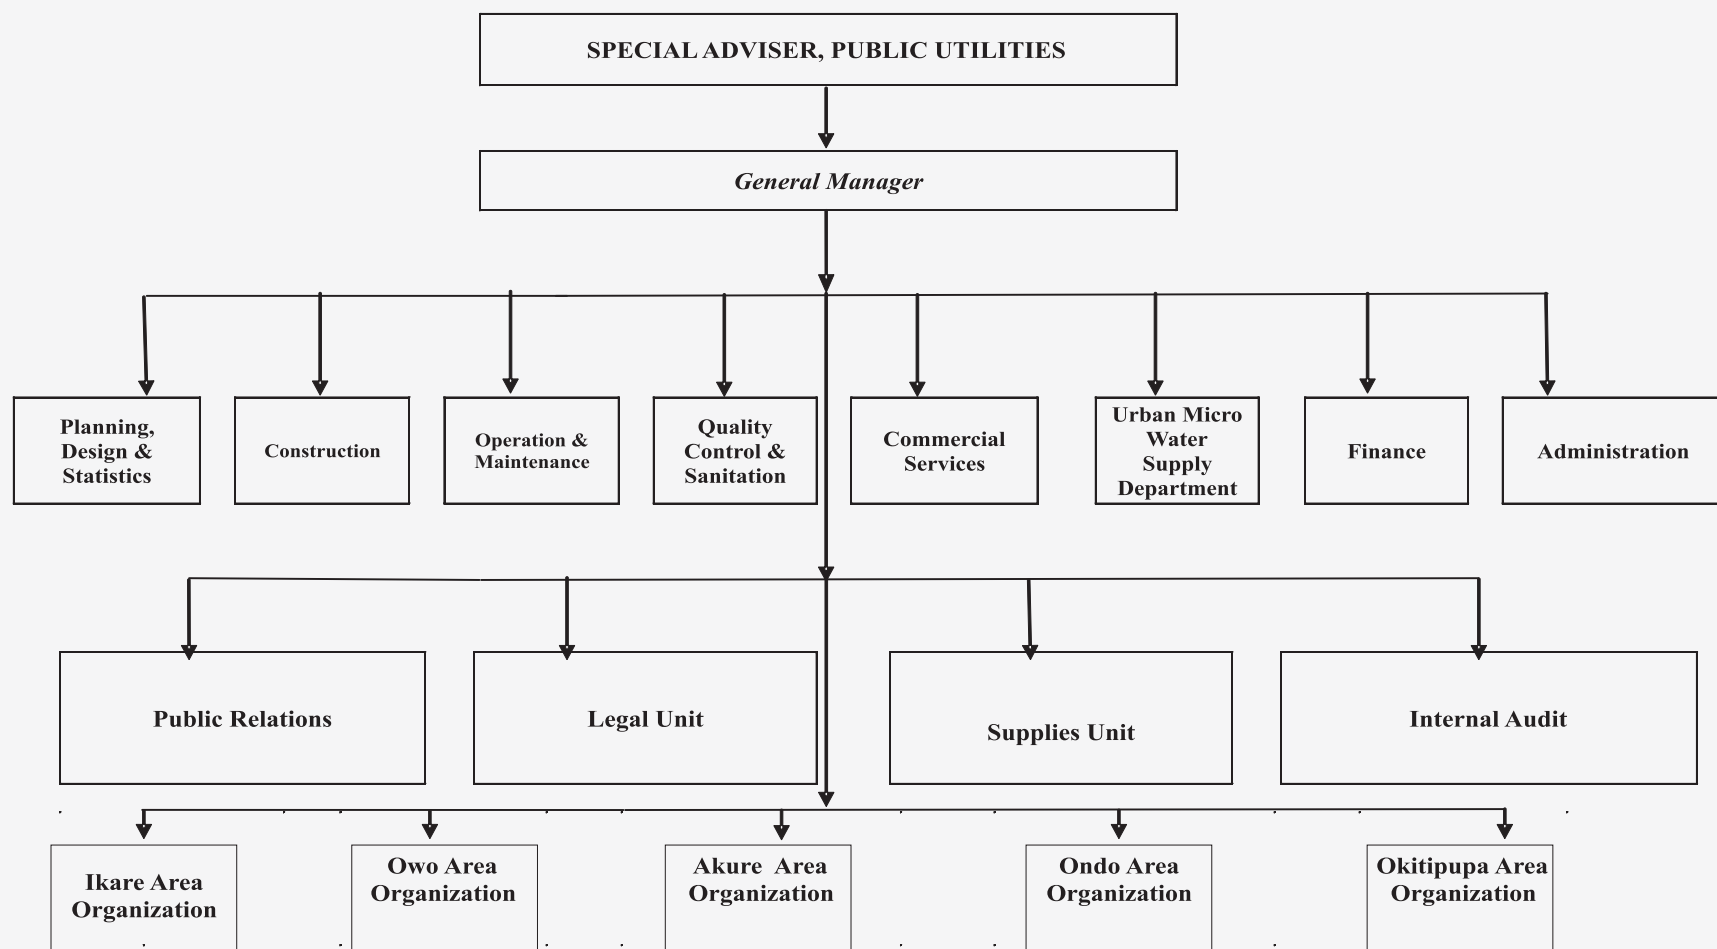 SPECIAL ADVISER, PUBLIC UTILITIES
General Manager
Planning,
Design &
Statistics
Construction
Operation &
Maintenance
Quality
Control &
Sanitation
Commercial
Services
Urban Micro
Water
Supply
Department
Finance
Administration
Public Relations
Legal Unit
Supplies Unit
Internal Audit
Ikare Area
Organization
Owo Area
Organization
Akure Area
Organization
Ondo Area
Organization
Okitipupa Area
Organization